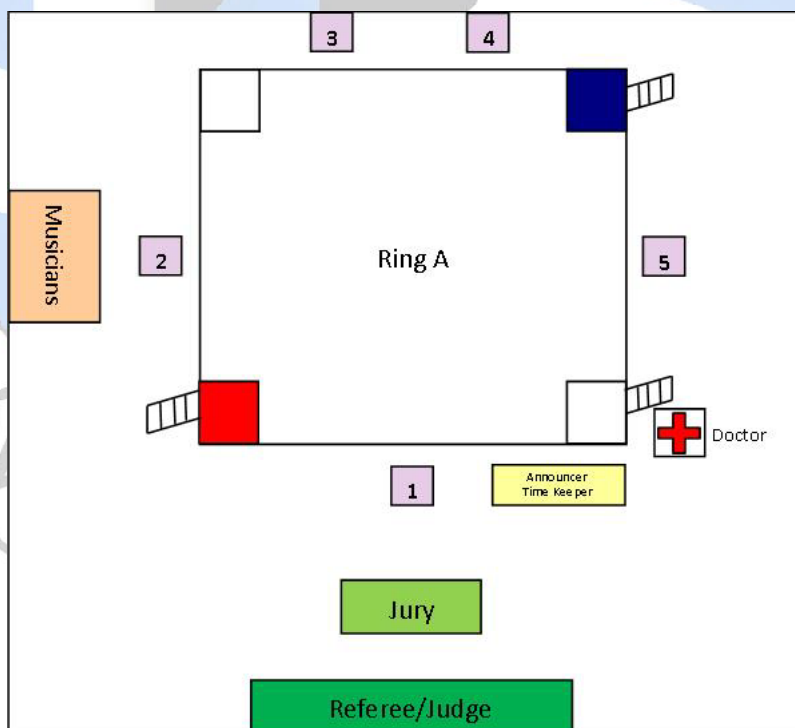 3
4
Musicians
2
Ring A
5
Doctor
1
Announcer
Time Keeper
Jury
Referee/Judge